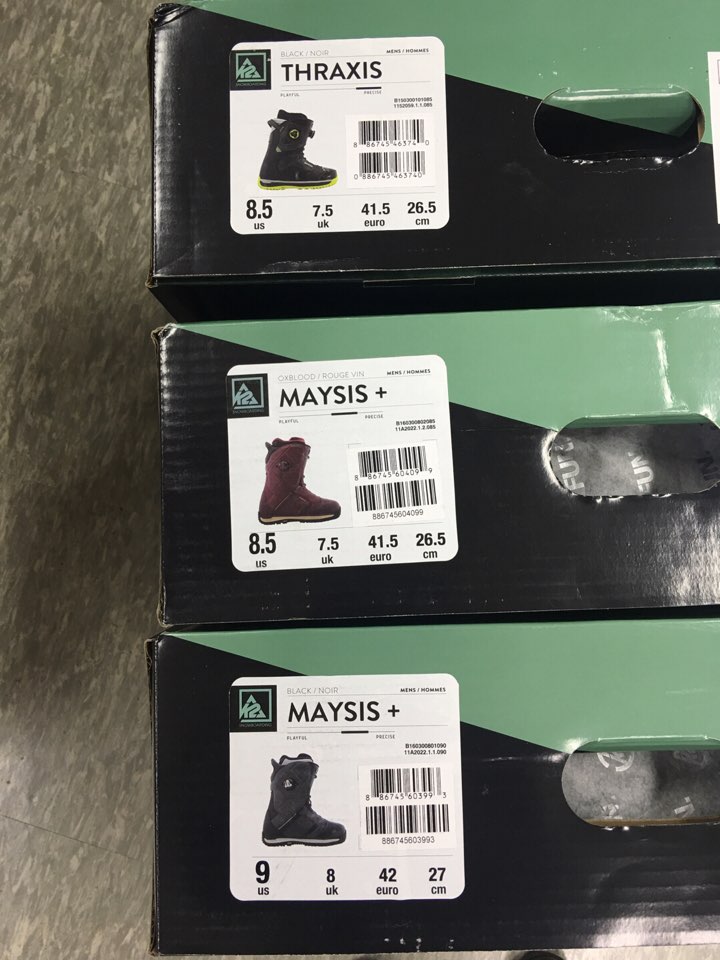 BLACK / NOIR
MENS / HOMMES
THRAXIS
PLAYFUL
PRECISE
B150300101085
1152059.1.1.085
8 86745 46374 0
0 886745 463740
8.5 7.5 41.5 26.5
us uk euro cm
OXBLOOD / ROUGE VIN
MENS / HOMMES
MAYSIS +
PLAYFUL
PRECISE
B160300802085
11A2022.1.2.085
8 86745 60409 9
886745604099
8.5 7.5 41.5 26.5
us uk euro cm
FUN
BLACK / NOIR
MENS / HOMMES
MAYSIS +
PLAYFUL
PRECISE
B160300801090
11A2022.1.1.090
8 86745 60399 3
886745603993
9 8 42 27
us uk euro cm